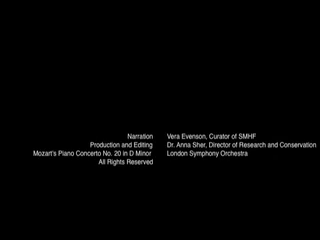 Narration Vera Evenson, Curator of SMHF
Production and Editing Dr. Anna Sher, Director of Research and Conservation
Mozart's Piano Concerto No. 20 in D Minor London Symphony Orchestra
All Rights Reserved